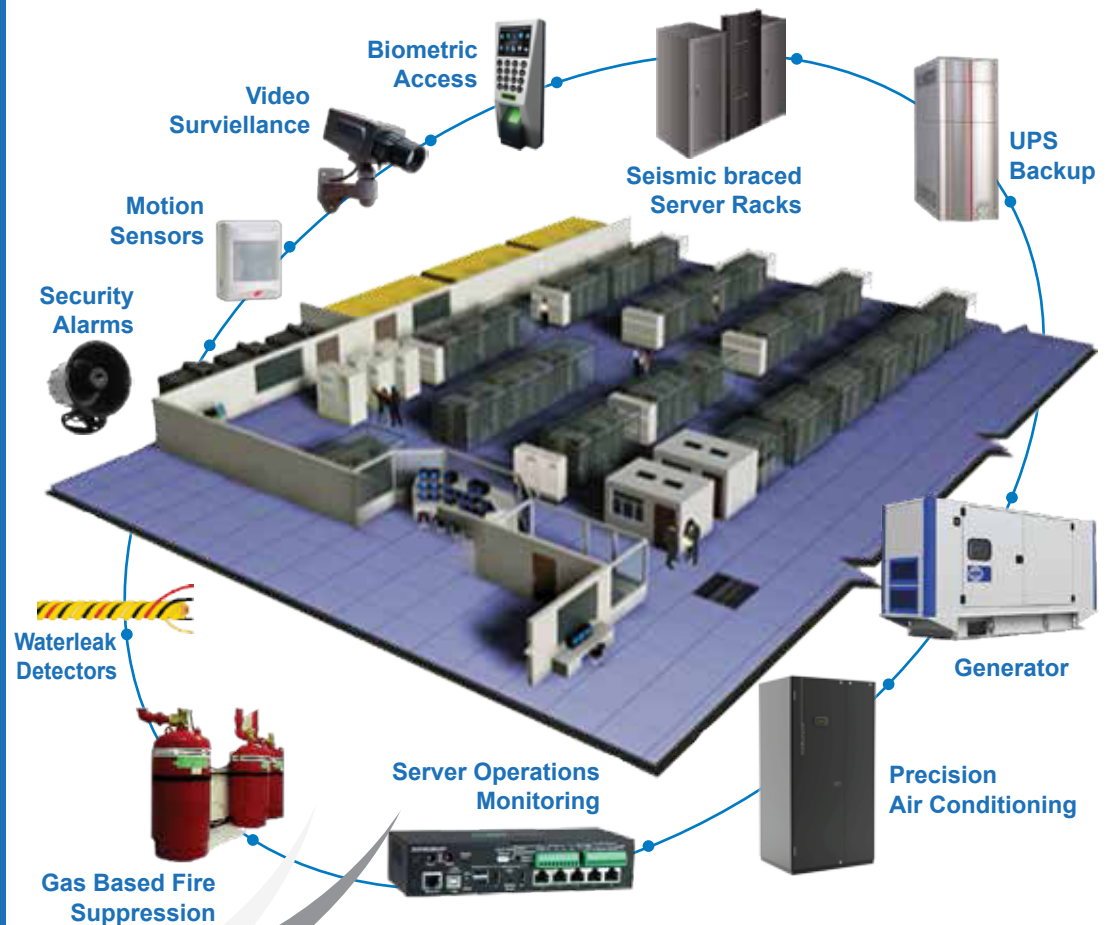 Biometric
Access
Video
Surviellance
Seismic braced
Server Racks
UPS
Backup
Motion
Sensors
Security
Alarms
Waterleak
Detectors
Generator
Precision
Air Conditioning
Server Operations
Monitoring
Gas Based Fire
Suppression